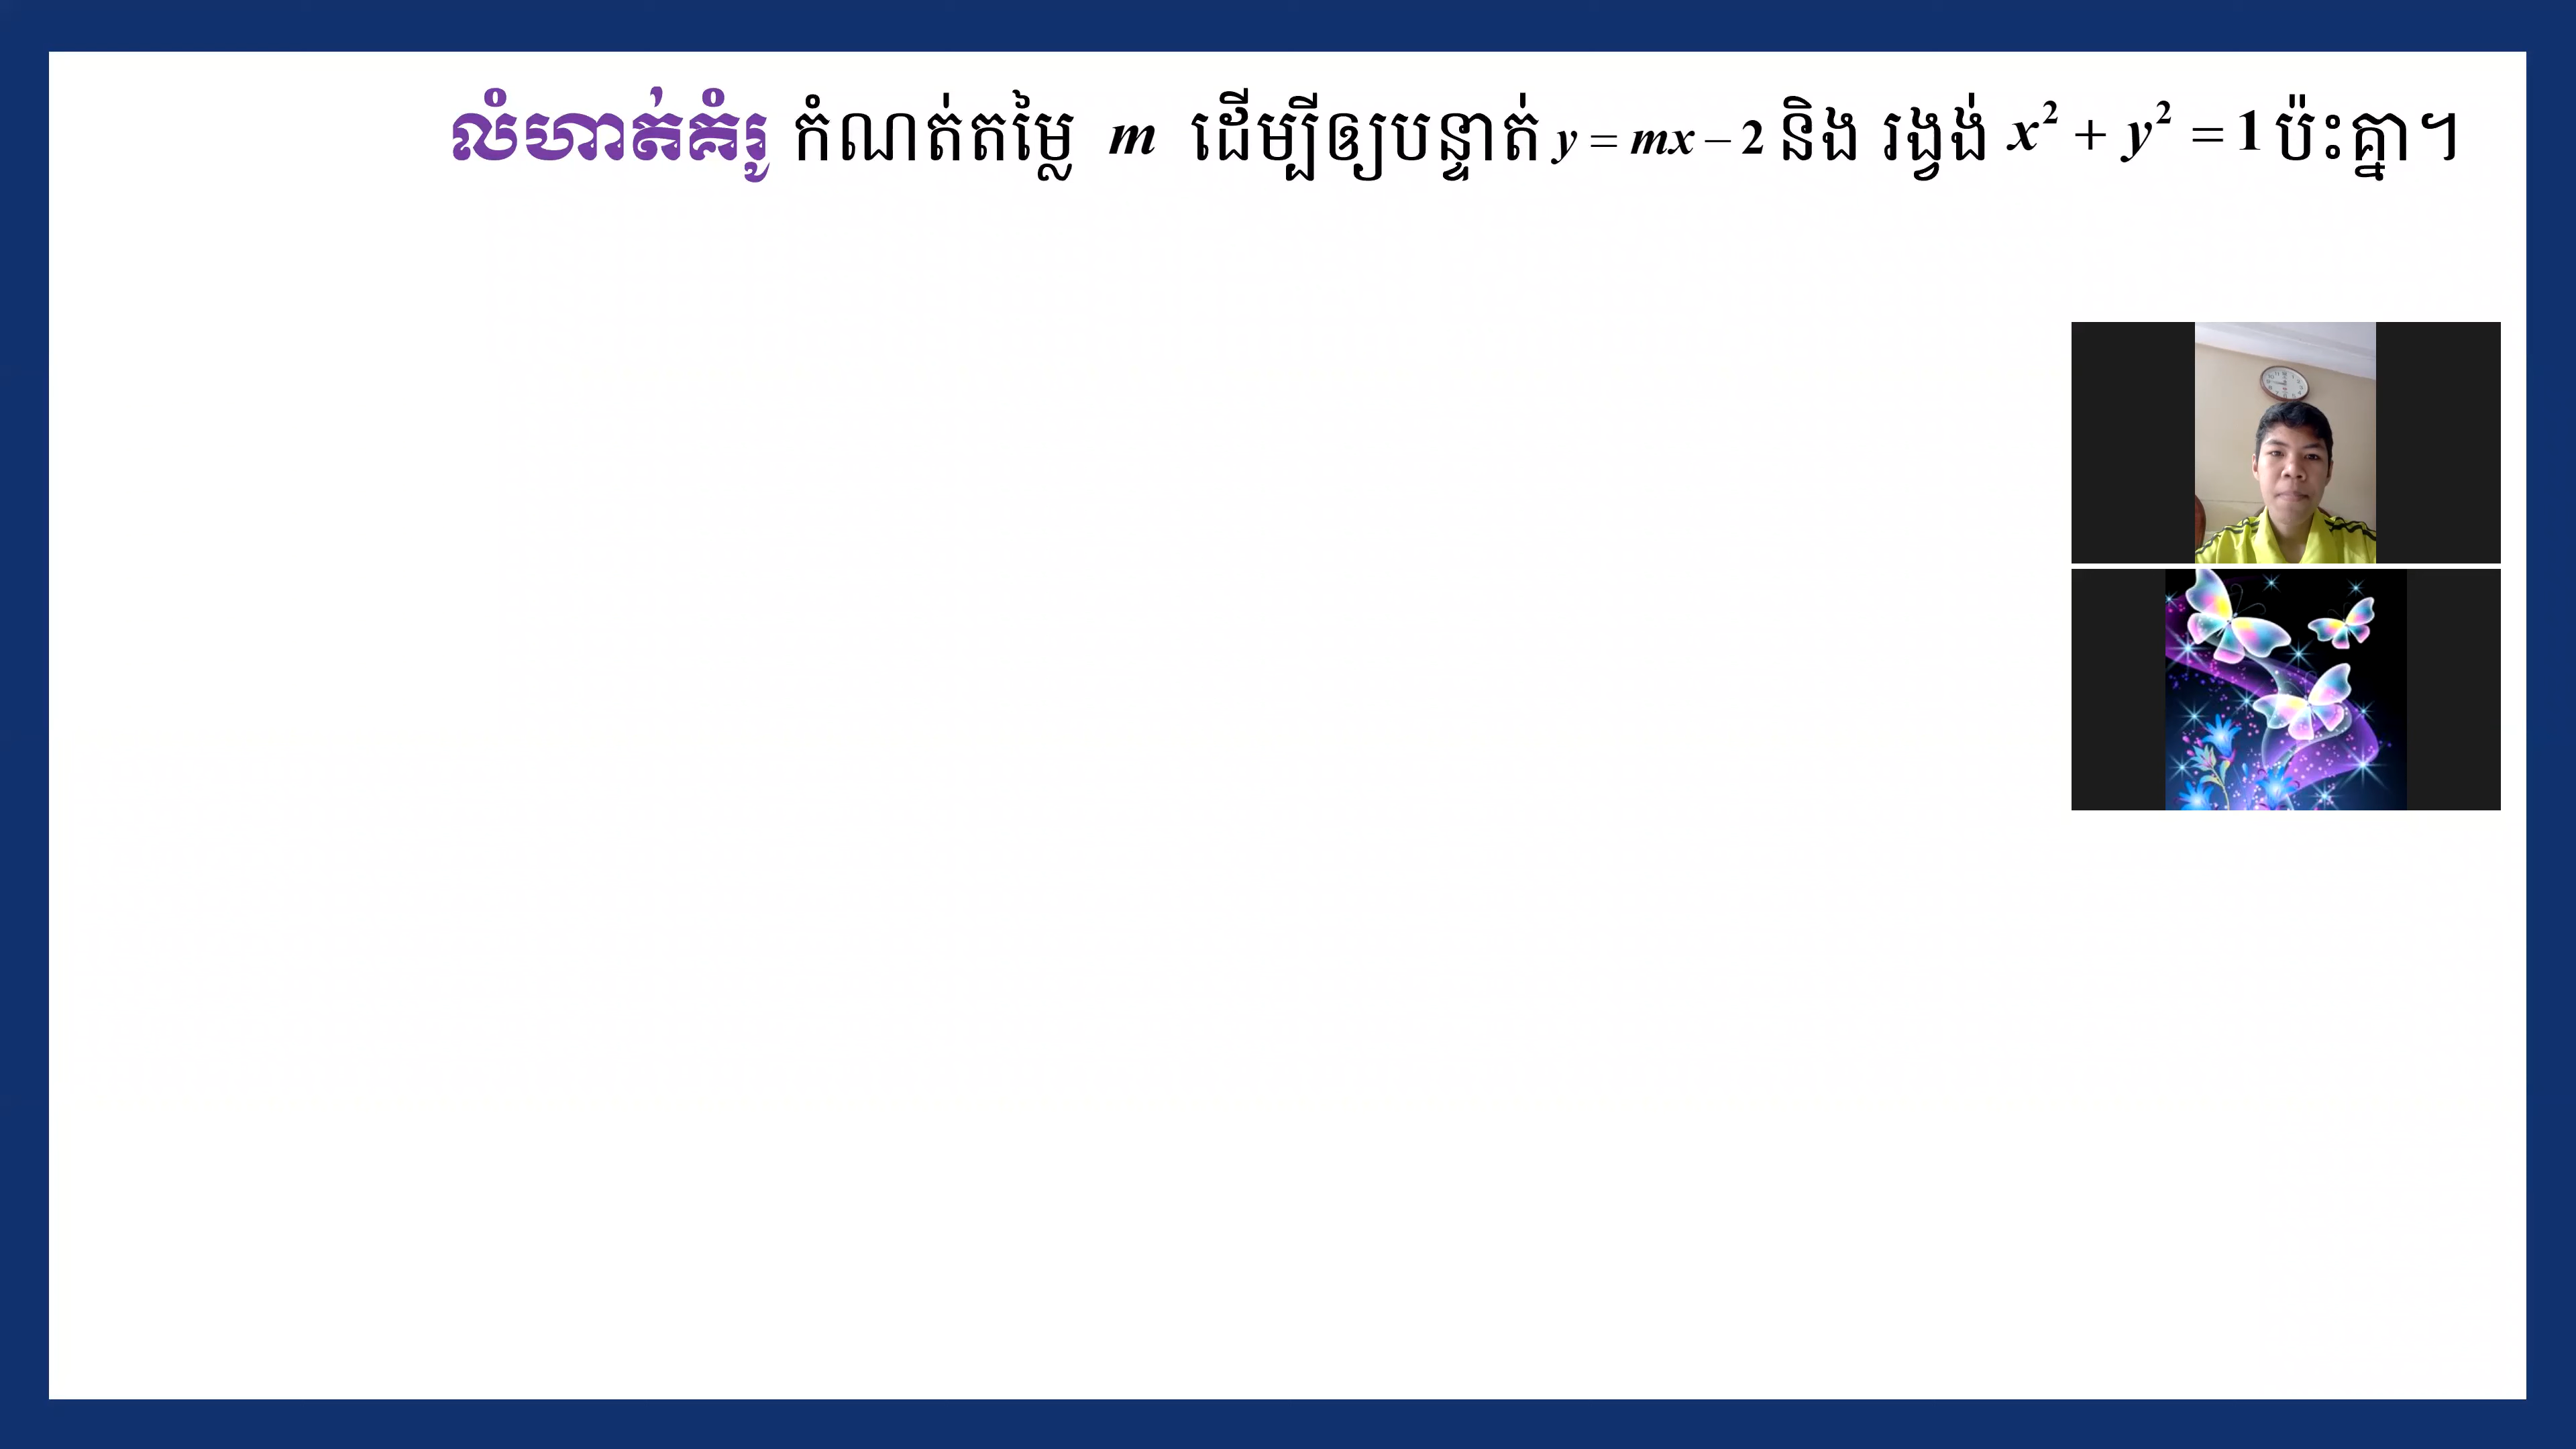 លំហាត់គំរូ កំណត់តម្លៃ m ដើម្បីឲ្យបន្ទាត់ y = mx − 2 និង រង្វង់ x² + y² = 1 ប៉ះគ្នា។